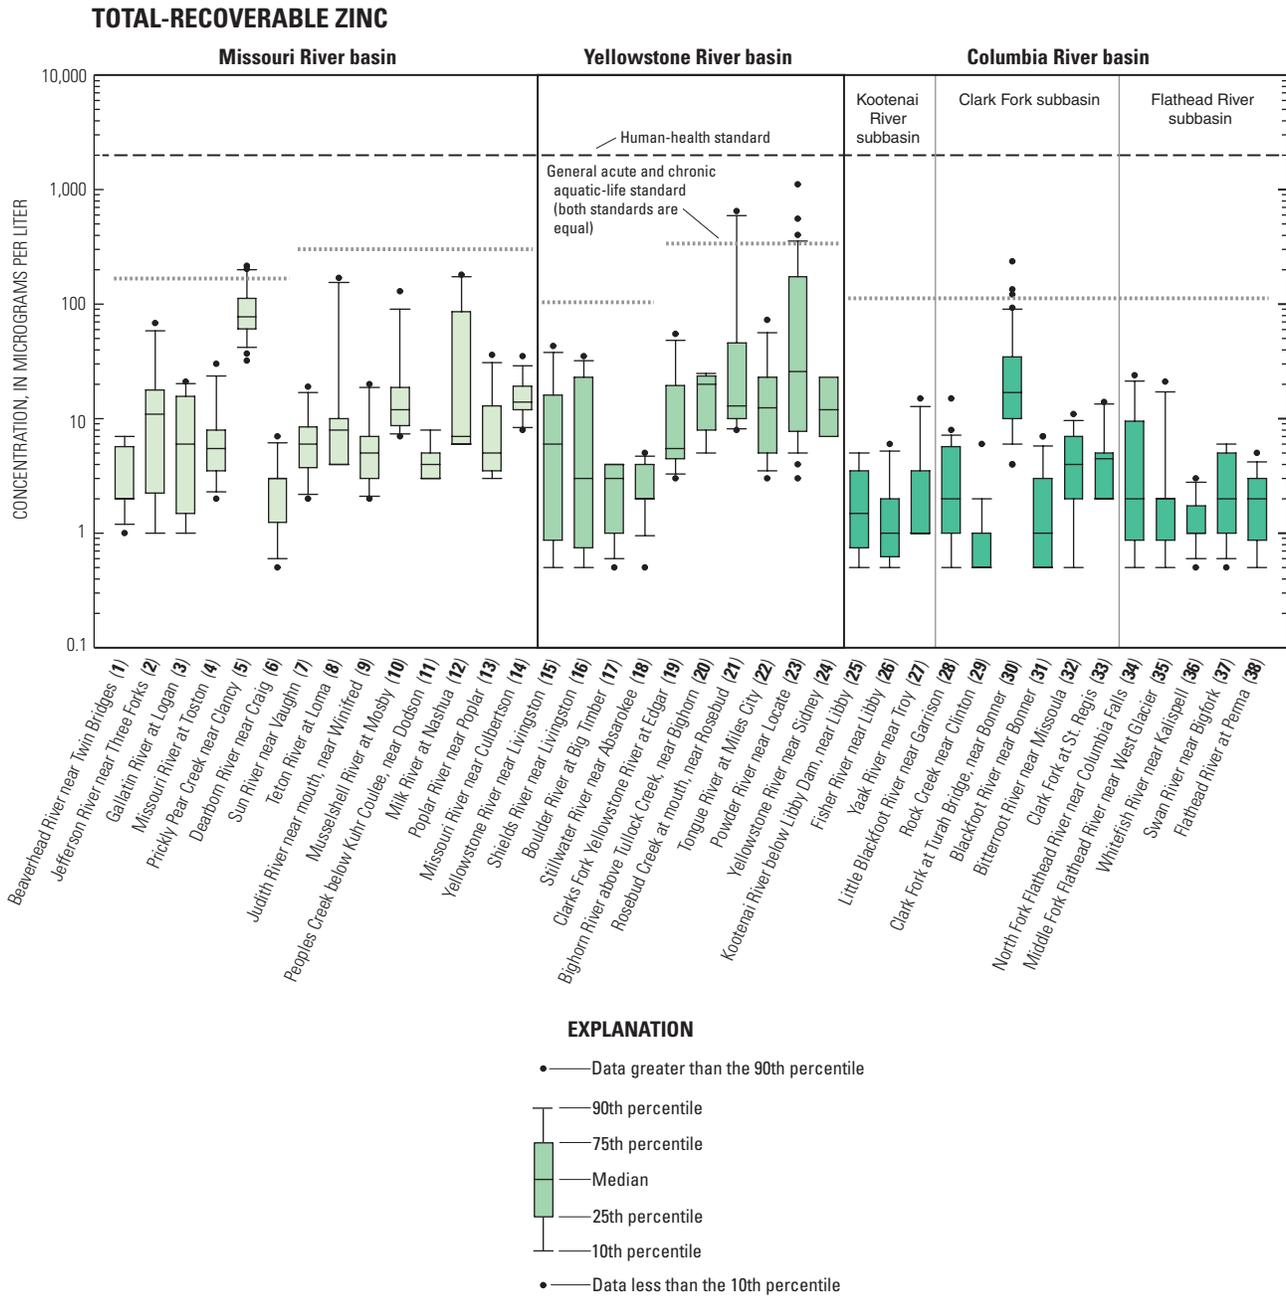 TOTAL-RECOVERABLE ZINC
Missouri River basin
Yellowstone River basin
Columbia River basin
Kootenai
River
subbasin
Clark Fork subbasin
Flathead River
subbasin
Human-health standard
General acute and chronic
aquatic-life standard
(both standards are
equal)
CONCENTRATION, IN MICROGRAMS PER LITER
10,000
1,000
100
10
1
0.1
Beaverhead River near Twin Bridges (1)
Jefferson River near Three Forks (2)
Gallatin River at Logan (3)
Missouri River at Toston (4)
Prickly Pear Creek near Clancy (5)
Dearborn River near Craig (6)
Sun River near Vaughn (7)
Teton River at Loma (8)
Judith River near mouth, near Winifred (9)
Musselshell River at Mosby (10)
Peoples Creek below Kuhr Coulee, near Dodson (11)
Milk River at Nashua (12)
Poplar River near Poplar (13)
Missouri River near Culbertson (14)
Yellowstone River near Livingston (15)
Shields River near Livingston (16)
Boulder River at Big Timber (17)
Stillwater River near Absarokee (18)
Clarks Fork Yellowstone River at Edgar (19)
Bighorn River above Tullock Creek, near Bighorn (20)
Rosebud Creek at mouth, near Rosebud (21)
Tongue River at Miles City (22)
Powder River near Locate (23)
Yellowstone River near Sidney (24)
Kootenai River below Libby Dam, near Libby (25)
Fisher River near Libby (26)
Yaak River near Troy (27)
Little Blackfoot River near Garrison (28)
Rock Creek near Clinton (29)
Clark Fork at Turah Bridge, near Bonner (30)
Blackfoot River near Bonner (31)
Bitterroot River near Missoula (32)
Clark Fork at St. Regis (33)
North Fork Flathead River near Columbia Falls (34)
Middle Fork Flathead River near West Glacier (35)
Whitefish River near Kalispell (36)
Swan River near Bigfork (37)
Flathead River at Perma (38)
EXPLANATION
Data greater than the 90th percentile
90th percentile
75th percentile
Median
25th percentile
10th percentile
Data less than the 10th percentile